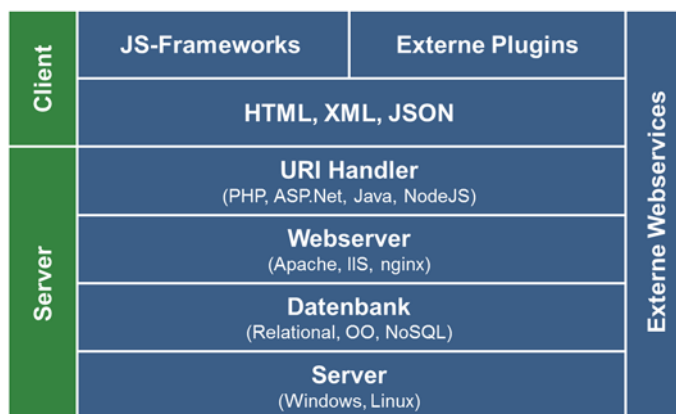 Client
JS-Frameworks
Externe Plugins
HTML, XML, JSON
Server
URI Handler
(PHP, ASP.Net, Java, NodeJS)
Webserver
(Apache, IIS, nginx)
Datenbank
(Relational, OO, NoSQL)
Server
(Windows, Linux)
Externe Webservices